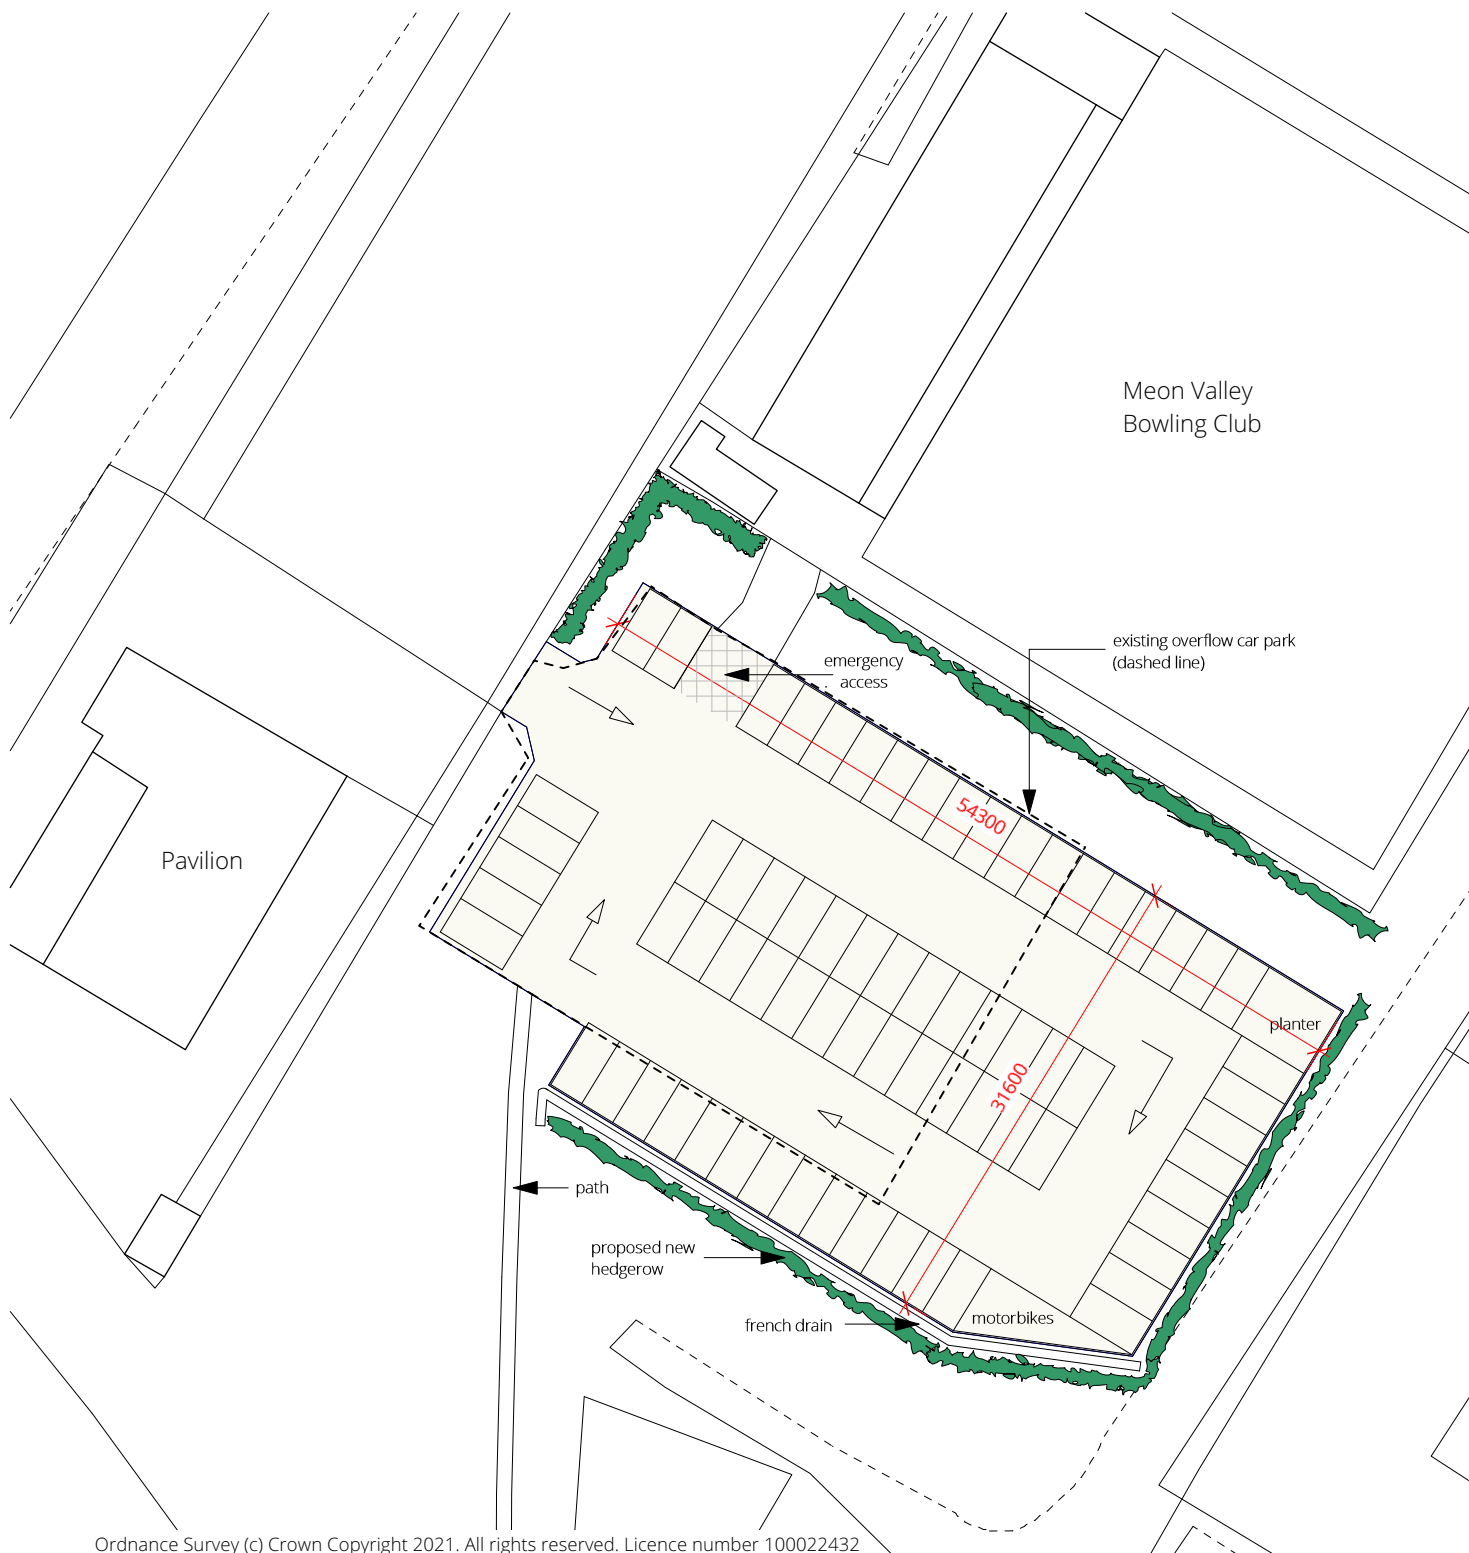 Meon Valley
Bowling Club
existing overflow car park
(dashed line)
emergency
access
54300
Pavilion
planter
31600
path
proposed new
hedgerow
french drain
motorbikes
Ordnance Survey (c) Crown Copyright 2021. All rights reserved. Licence number 100022432